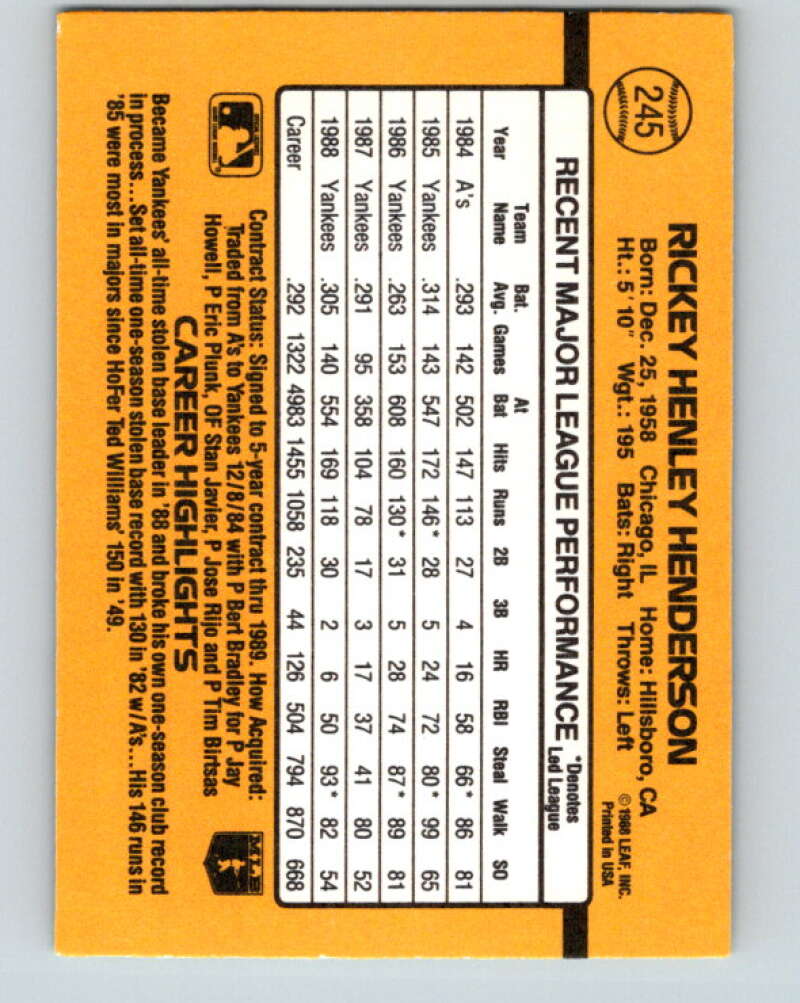 245
RICKEY HENLEY HENDERSON
Born: Dec. 25, 1958 Chicago, IL Home: Hillsboro, CA
Ht.: 5' 10" Wgt.: 195 Bats: Right Throws: Left
©1988 LEAF, INC.
Printed in USA
RECENT MAJOR LEAGUE PERFORMANCE *Denotes Led League
Year Team Name Bat. Avg. Games At Bat Hits Runs 2B 3B HR RBI Steal Walk SO
1984 A's .293 142 502 147 113 27 4 16 58 66* 86 81
1985 Yankees .314 143 547 172 146* 28 5 24 72 80* 99 65
1986 Yankees .263 153 608 160 130* 31 5 28 74 87* 89 81
1987 Yankees .291 95 358 104 78 17 3 17 37 41 80 52
1988 Yankees .305 140 554 169 118 30 2 6 50 93* 82 54
Career .292 1322 4983 1455 1058 235 44 126 504 794 870 668
Contract Status: Signed to 5-year contract thru 1989. How Acquired:
Traded from A's to Yankees 12/8/84 with P Bert Bradley for P Jay
Howell, P Eric Plunk, OF Stan Javier, P Jose Rijo and P Tim Birtsas
MLB
CAREER HIGHLIGHTS
Became Yankees' all-time stolen base leader in '88 and broke his own one-season club record
in process...Set all-time one-season stolen base record with 130 in '82 w/A's...His 146 runs in
'85 were most in majors since HoFer Ted Williams' 150 in '49.